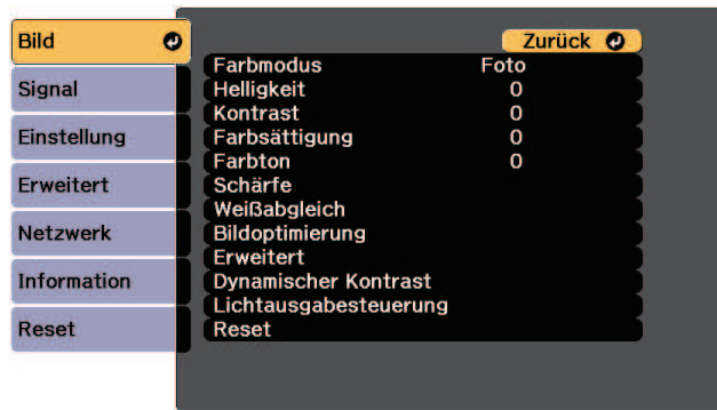 Bild
Signal
Einstellung
Erweitert
Netzwerk
Information
Reset
Zurück
Farbmodus Foto
Helligkeit 0
Kontrast 0
Farbsättigung 0
Farbton 0
Schärfe
Weißabgleich
Bildoptimierung
Erweitert
Dynamischer Kontrast
Lichtausgabesteuerung
Reset